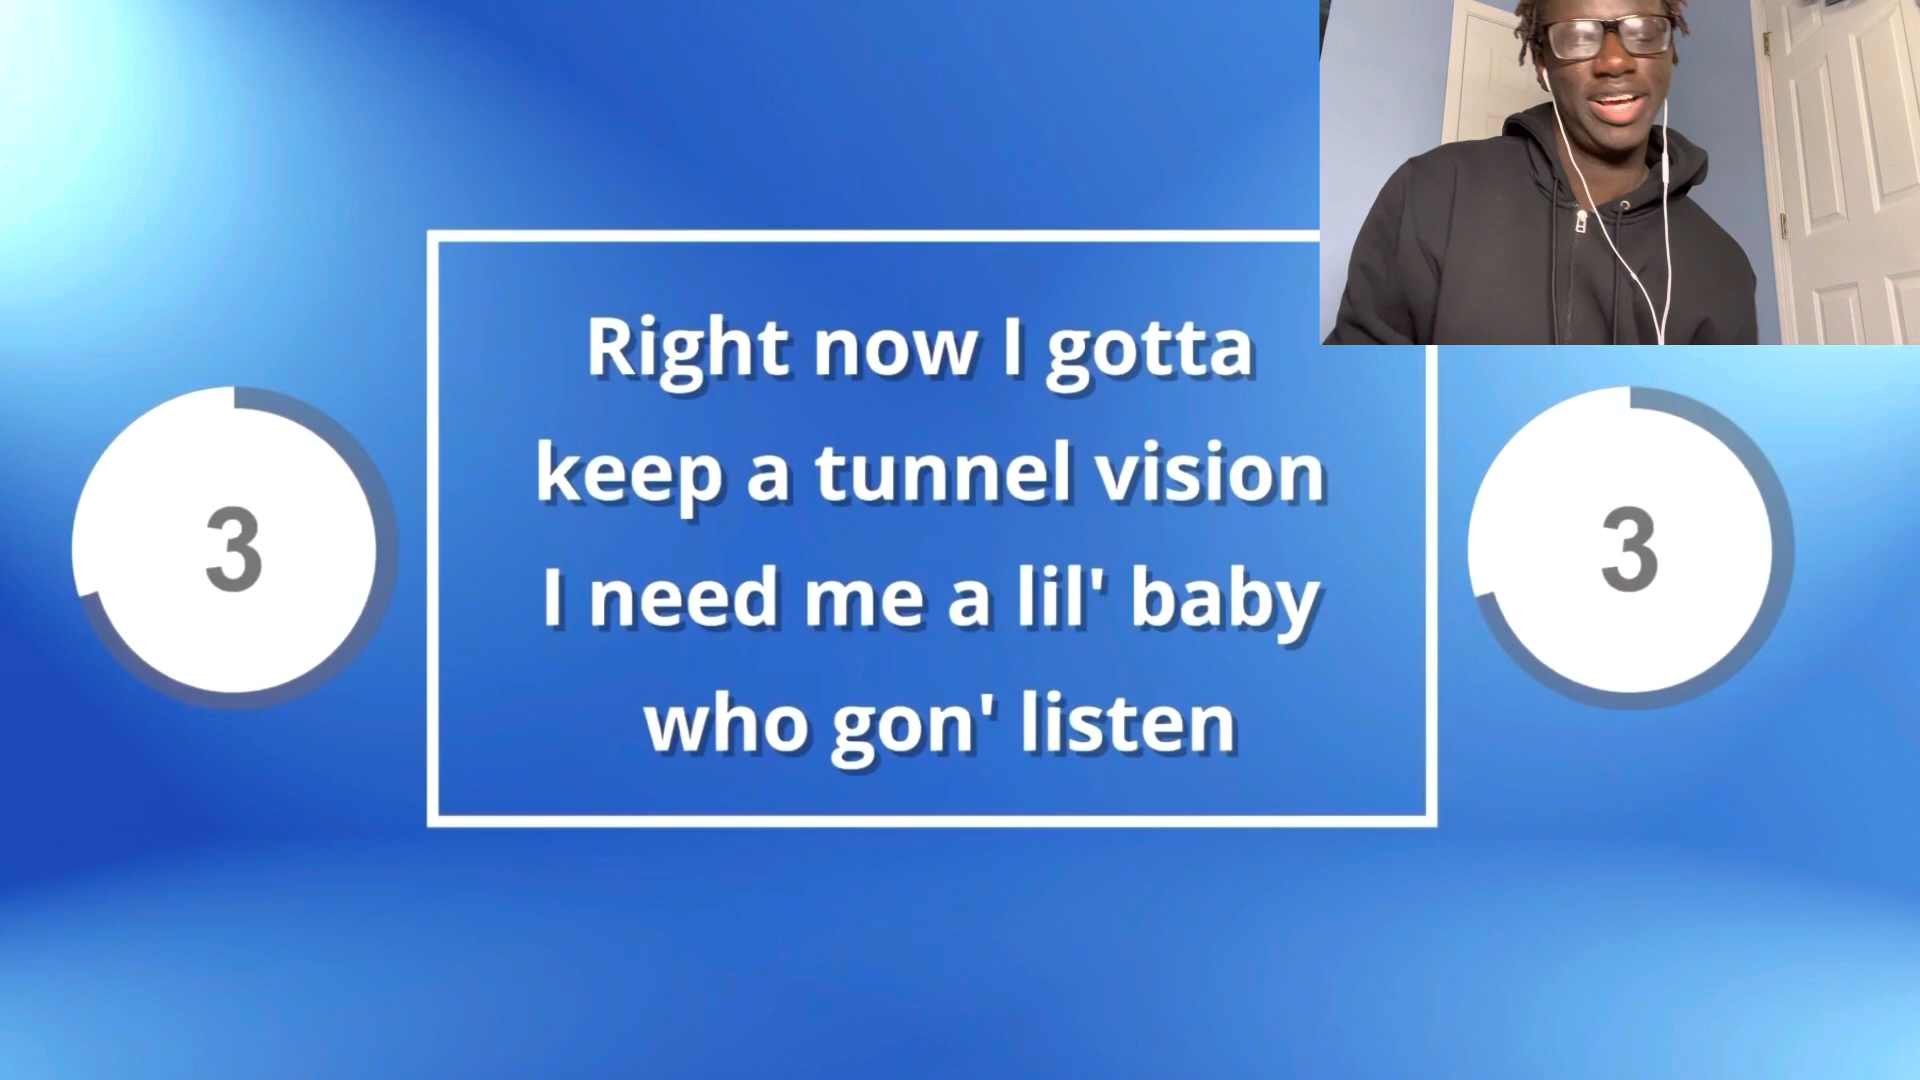 Right now I gotta
keep a tunnel vision
I need me a lil' baby
who gon' listen
3
3